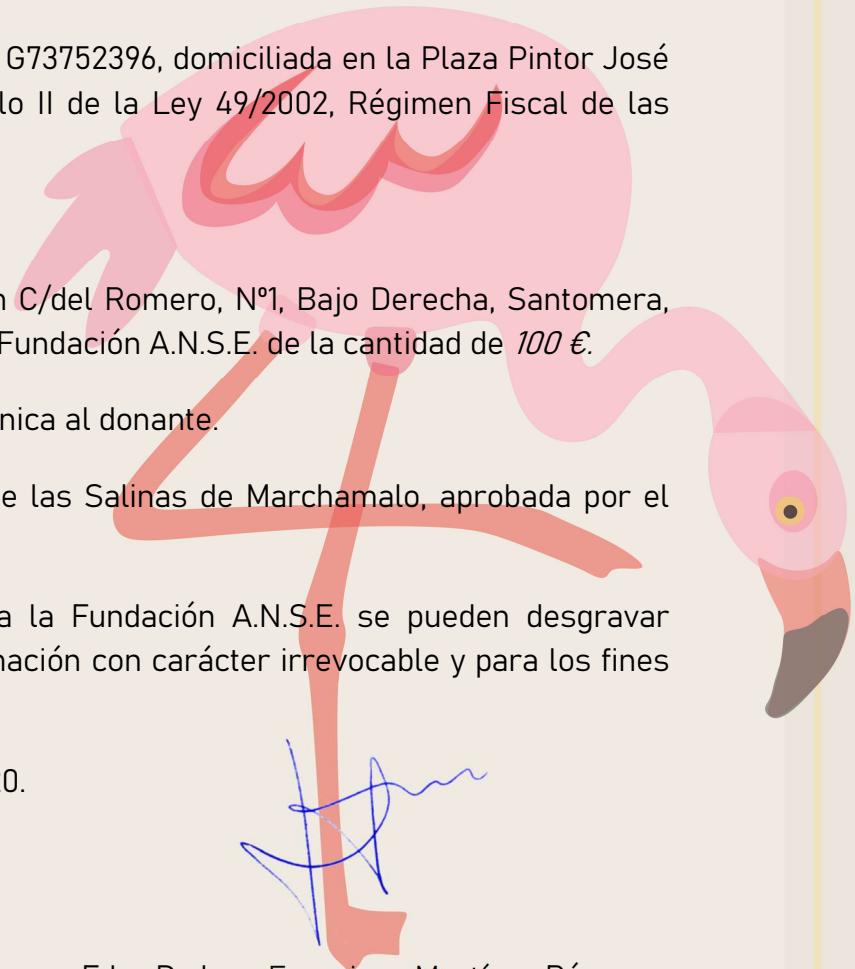 G73752396, domiciliada en la Plaza Pintor José
lo II de la Ley 49/2002, Régimen Fiscal de las
n C/del Romero, Nº1, Bajo Derecha, Santomera,
Fundación A.N.S.E. de la cantidad de 100 €.
nica al donante.
e las Salinas de Marchamalo, aprobada por el
a la Fundación A.N.S.E. se pueden desgravar
nación con carácter irrevocable y para los fines
20.